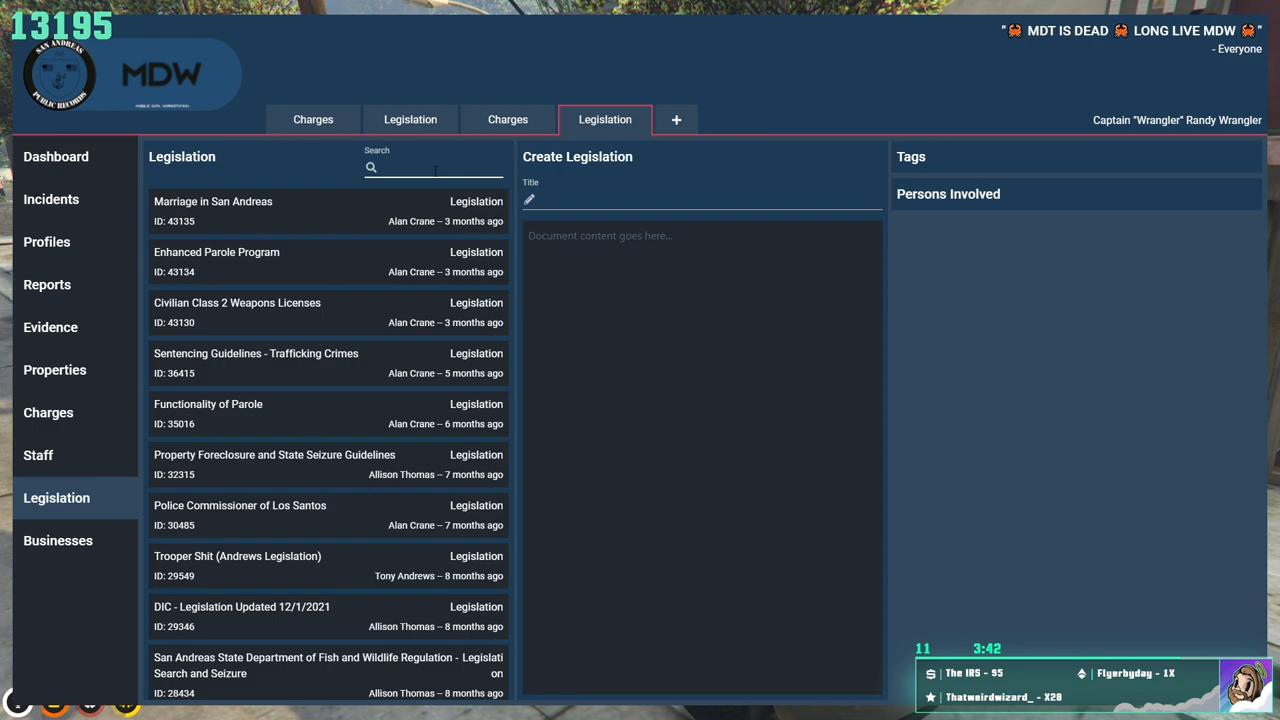 13195
SAN ANDREAS
PUBLIC RECORDS
MDW
MOBILE DATA WORKSTATION
"🦀 MDT IS DEAD 🦀 LONG LIVE MDW 🦀"
- Everyone
Charges
Legislation
Charges
Legislation
+
Captain "Wrangler" Randy Wrangler
Dashboard
Incidents
Profiles
Reports
Evidence
Properties
Charges
Staff
Legislation
Businesses
Legislation
Search
Marriage in San Andreas Legislation
ID: 43135 Alan Crane – 3 months ago
Enhanced Parole Program Legislation
ID: 43134 Alan Crane – 3 months ago
Civilian Class 2 Weapons Licenses Legislation
ID: 43130 Alan Crane – 3 months ago
Sentencing Guidelines - Trafficking Crimes Legislation
ID: 36415 Alan Crane – 5 months ago
Functionality of Parole Legislation
ID: 35016 Alan Crane – 6 months ago
Property Foreclosure and State Seizure Guidelines Legislation
ID: 32315 Allison Thomas – 7 months ago
Police Commissioner of Los Santos Legislation
ID: 30485 Alan Crane – 7 months ago
Trooper Shit (Andrews Legislation) Legislation
ID: 29549 Tony Andrews – 8 months ago
DIC - Legislation Updated 12/1/2021 Legislation
ID: 29346 Allison Thomas – 8 months ago
San Andreas State Department of Fish and Wildlife Regulation - Legislati
Search and Seizure on
ID: 28434 Allison Thomas – 8 months ago
Create Legislation
Title
Document content goes here...
Tags
Persons Involved
11 3:42
The IRS - 95 Flyerbyday - 1X
Thatweirdwizard_ - X28